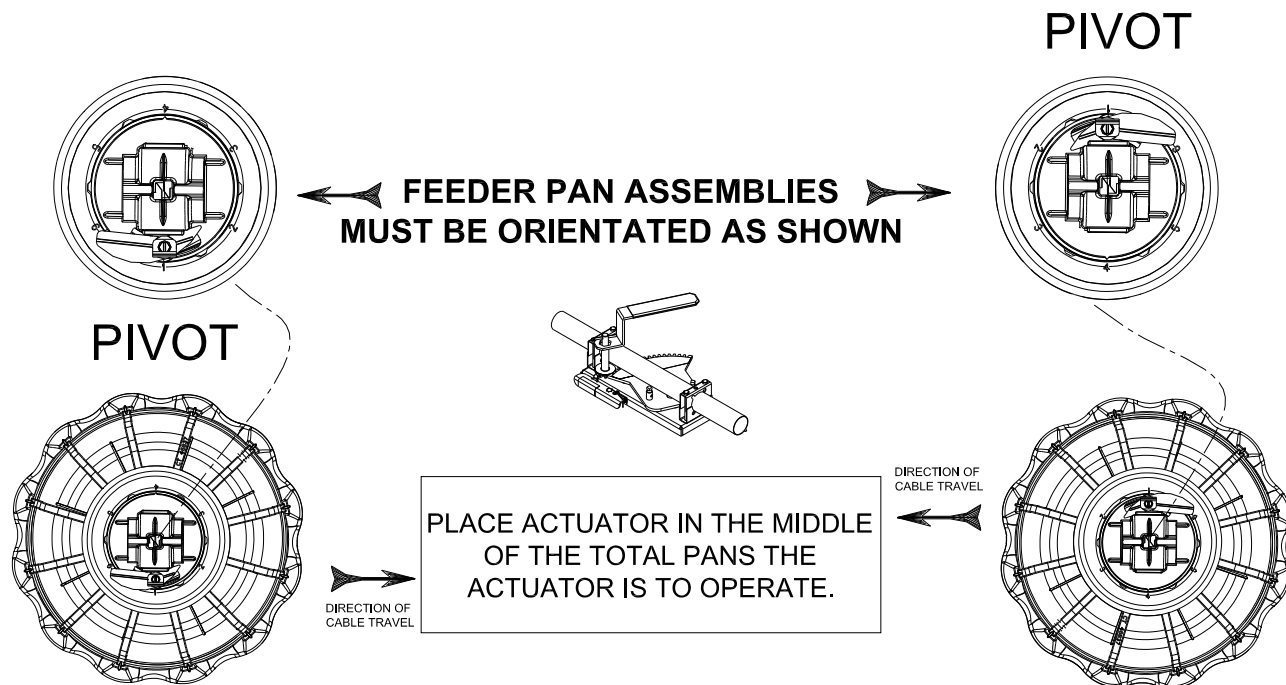 PIVOT
FEEDER PAN ASSEMBLIES
MUST BE ORIENTATED AS SHOWN
PIVOT
DIRECTION OF
CABLE TRAVEL
PLACE ACTUATOR IN THE MIDDLE
OF THE TOTAL PANS THE
ACTUATOR IS TO OPERATE.
DIRECTION OF
CABLE TRAVEL